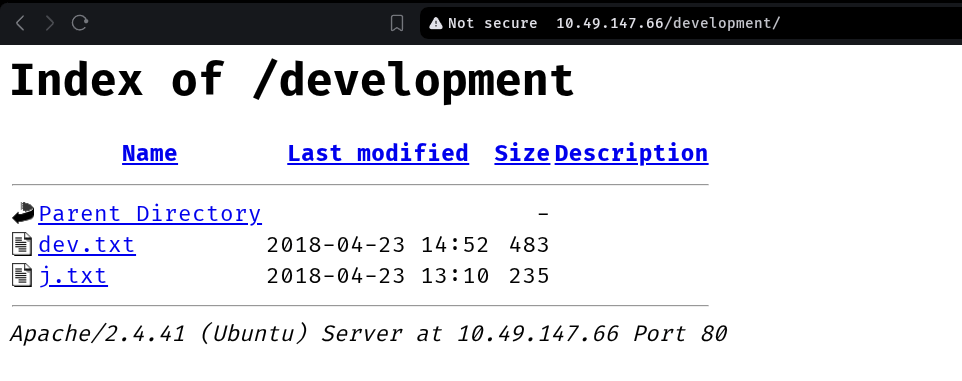 Not secure 10.49.147.66/development/
Index of /development
Name Last modified Size Description
Parent Directory -
dev.txt 2018-04-23 14:52 483
j.txt 2018-04-23 13:10 235
Apache/2.4.41 (Ubuntu) Server at 10.49.147.66 Port 80